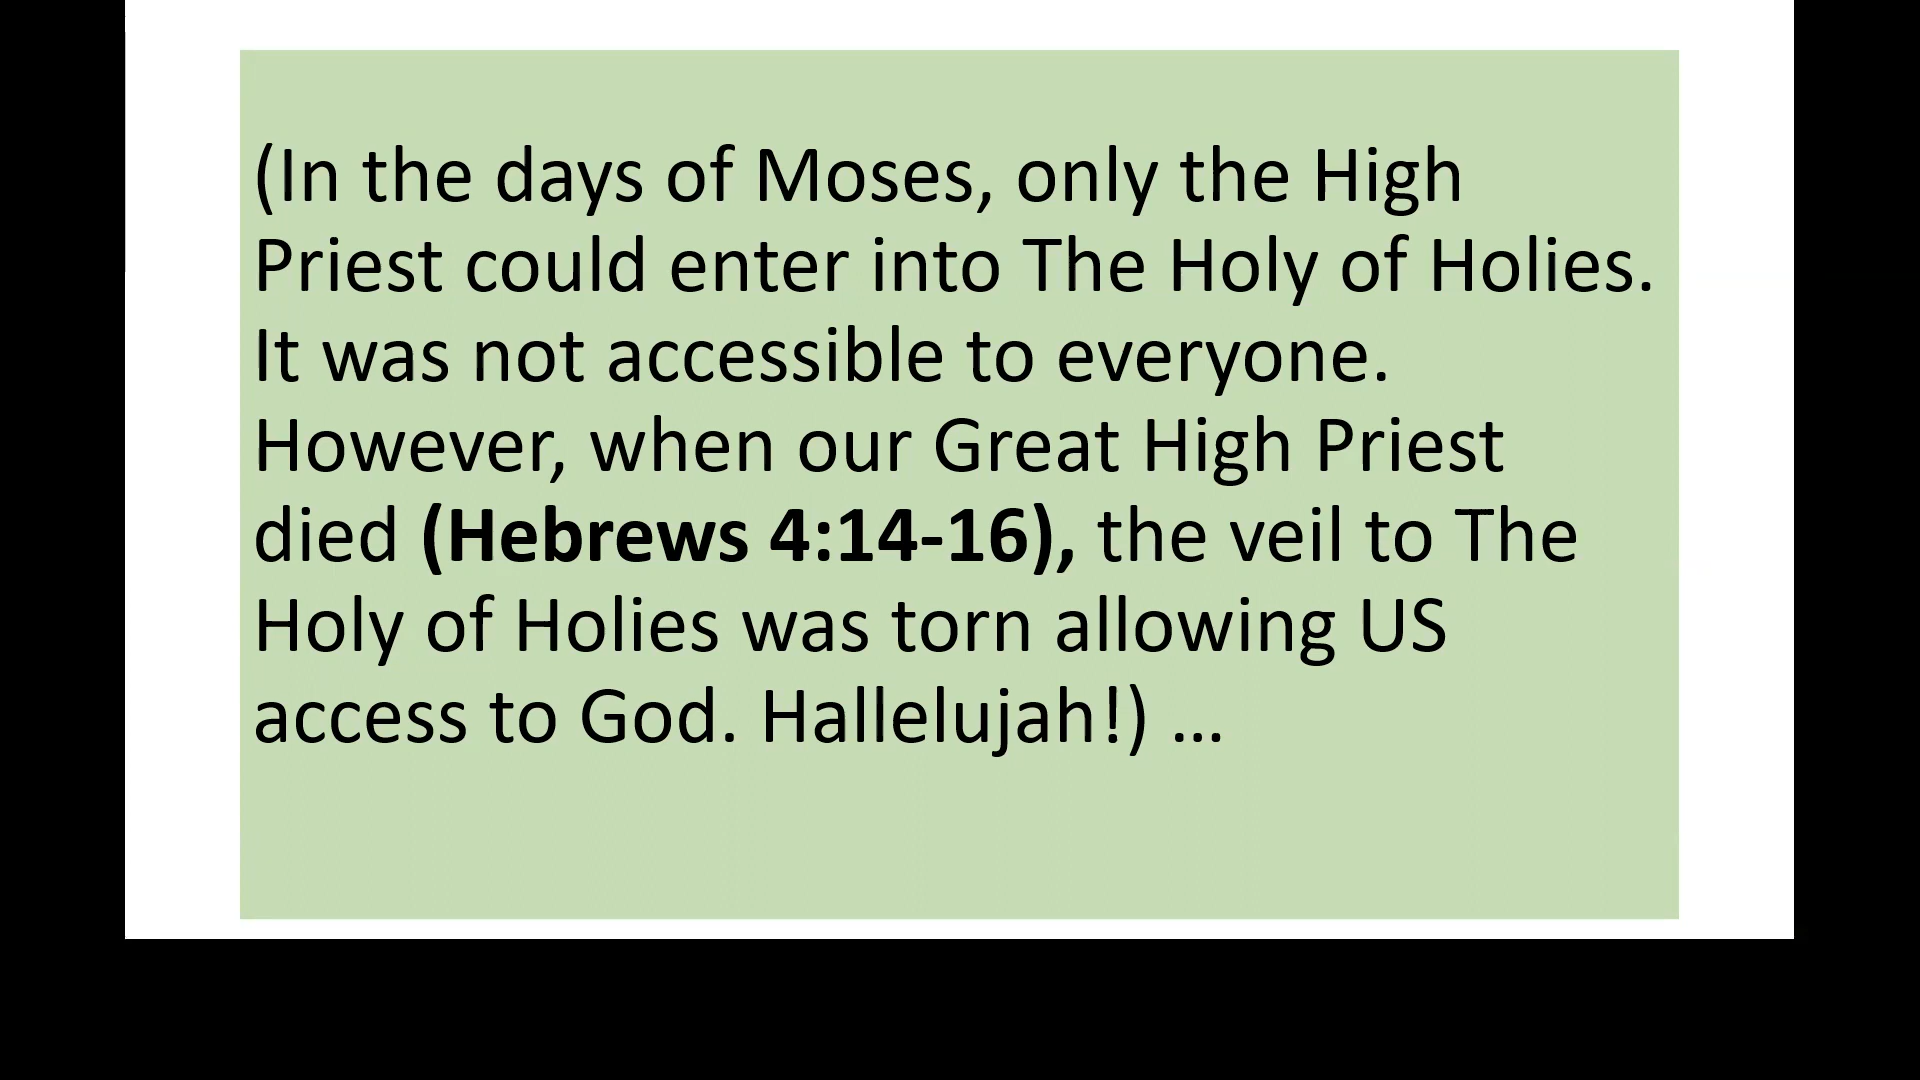 (In the days of Moses, only the High
Priest could enter into The Holy of Holies.
It was not accessible to everyone.
However, when our Great High Priest
died (Hebrews 4:14-16), the veil to The
Holy of Holies was torn allowing US
access to God. Hallelujah!) ...